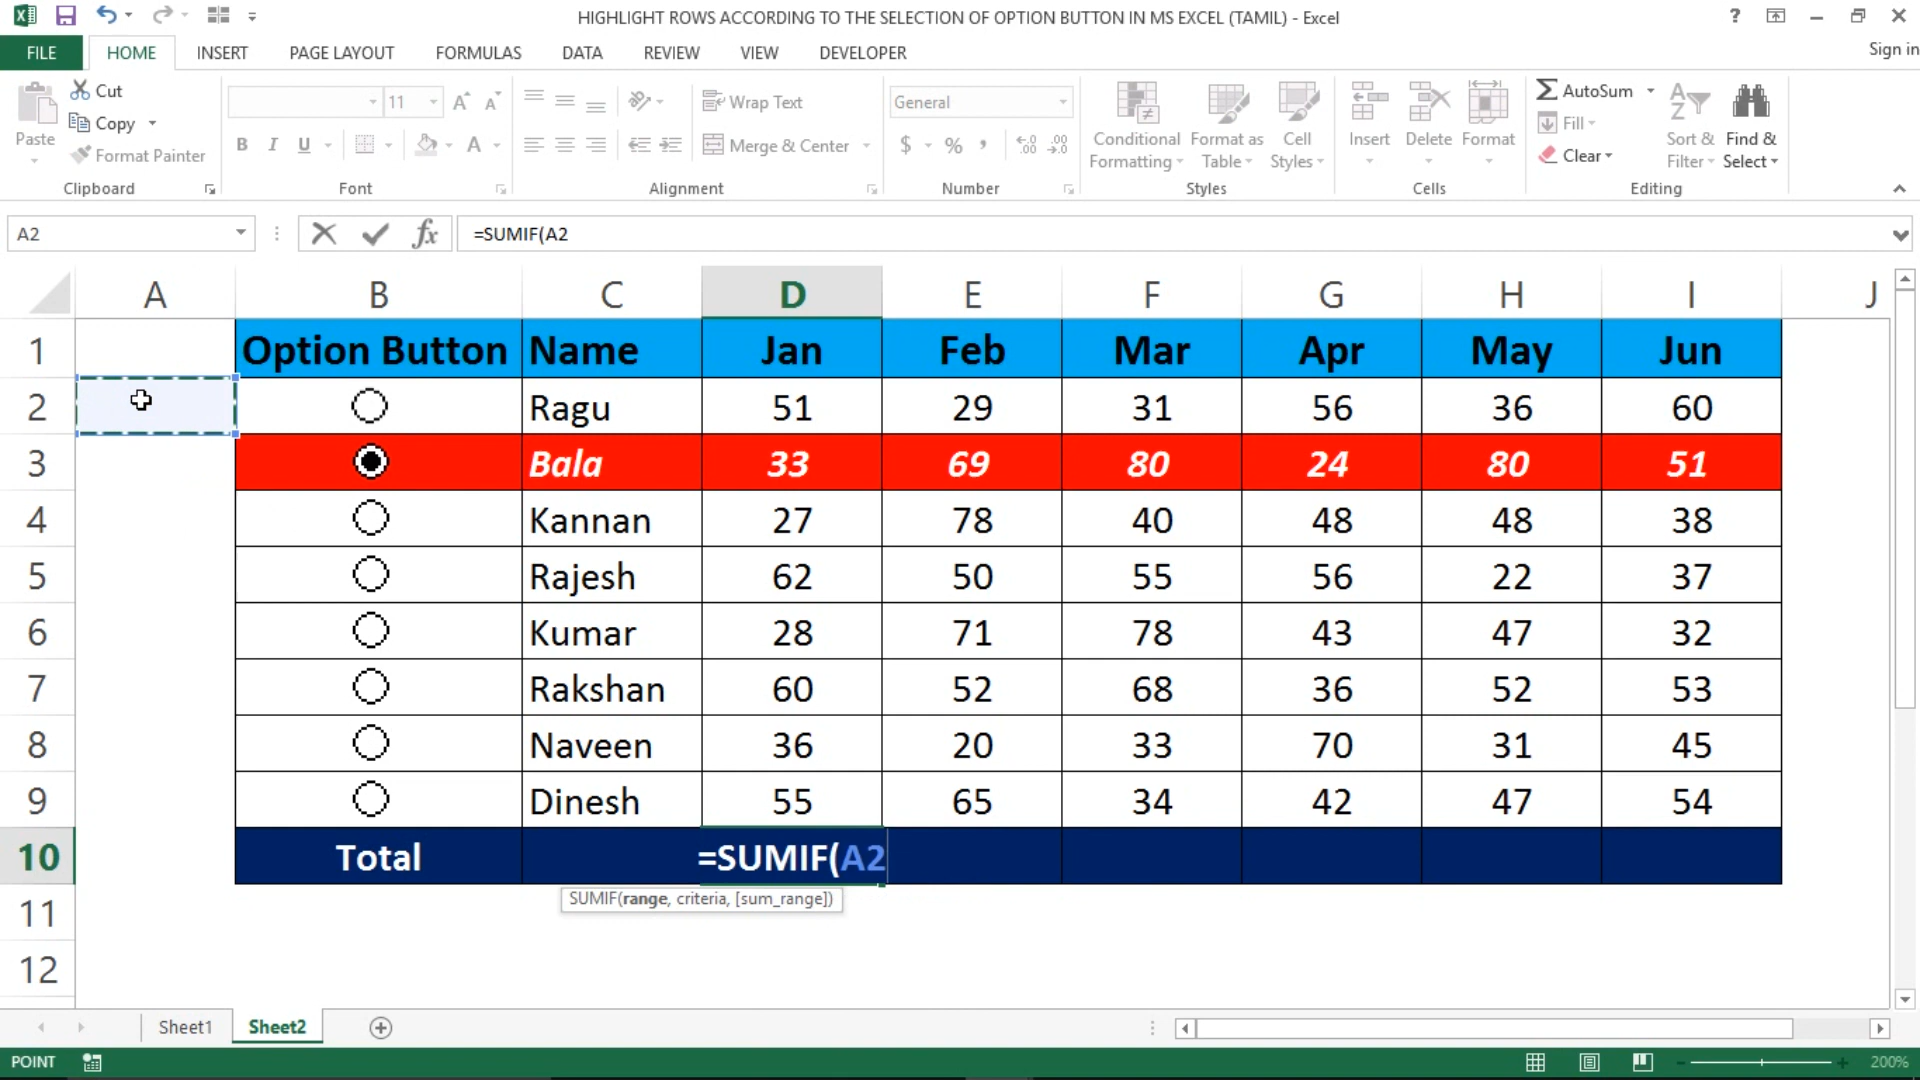 HIGHLIGHT ROWS ACCORDING TO THE SELECTION OF OPTION BUTTON IN MS EXCEL (TAMIL) - Excel
FILE HOME INSERT PAGE LAYOUT FORMULAS DATA REVIEW VIEW DEVELOPER Sign in
Paste
Cut
Copy
Format Painter
Clipboard
11
B I U
Font
Wrap Text
Merge & Center
Alignment
General
$ % ,
Number
Conditional Formatting
Format as Table
Cell Styles
Styles
Insert
Delete
Format
Cells
AutoSum
Fill
Clear
Sort & Filter
Find & Select
Editing
A2 fx =SUMIF(A2
A B C D E F G H I J
1 Option Button Name Jan Feb Mar Apr May Jun
2 Ragu 51 29 31 56 36 60
3 Bala 33 69 80 24 80 51
4 Kannan 27 78 40 48 48 38
5 Rajesh 62 50 55 56 22 37
6 Kumar 28 71 78 43 47 32
7 Rakshan 60 52 68 36 52 53
8 Naveen 36 20 33 70 31 45
9 Dinesh 55 65 34 42 47 54
10 Total =SUMIF(A2
SUMIF(range, criteria, [sum_range])
11
12
Sheet1 Sheet2
POINT 200%